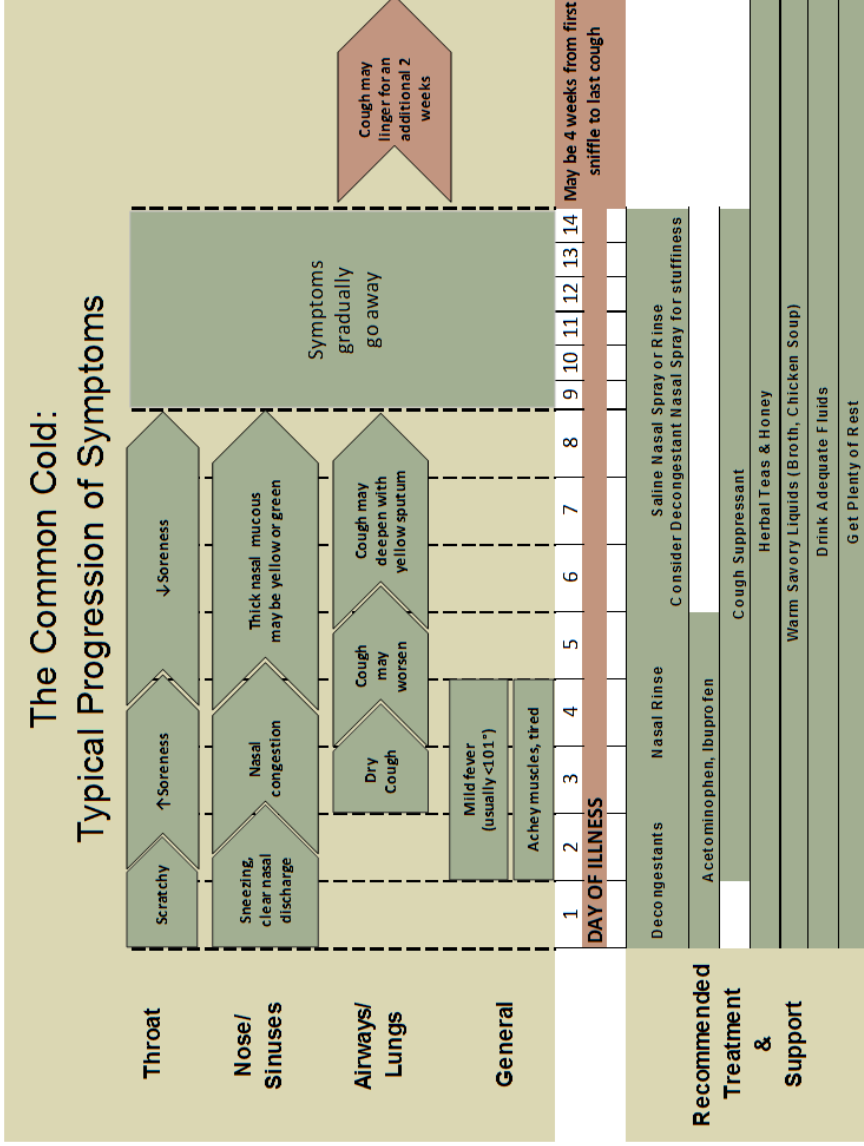 The Common Cold:
Typical Progression of Symptoms
Throat
Scratchy
↑Soreness
↓Soreness
Nose/
Sinuses
Sneezing,
clear nasal
discharge
Nasal
congestion
Thick nasal mucous
may be yellow or green
Airways/
Lungs
Dry
Cough
Cough
may
worsen
Cough may
deepen with
yellow sputum
Symptoms
gradually
go away
Cough may
linger for an
additional 2
weeks
General
Mild fever
(usually <101°)
Achey muscles, tired
1 2 3 4 5 6 7 8 9 10 11 12 13 14
DAY OF ILLNESS
May be 4 weeks from first
sniffle to last cough
Recommended
Treatment
&
Support
Decongestants Nasal Rinse Saline Nasal Spray or Rinse
Consider Decongestant Nasal Spray for stuffiness
Acetominophen, Ibuprofen
Cough Suppressant
Herbal Teas & Honey
Warm Savory Liquids (Broth, Chicken Soup)
Drink Adequate Fluids
Get Plenty of Rest